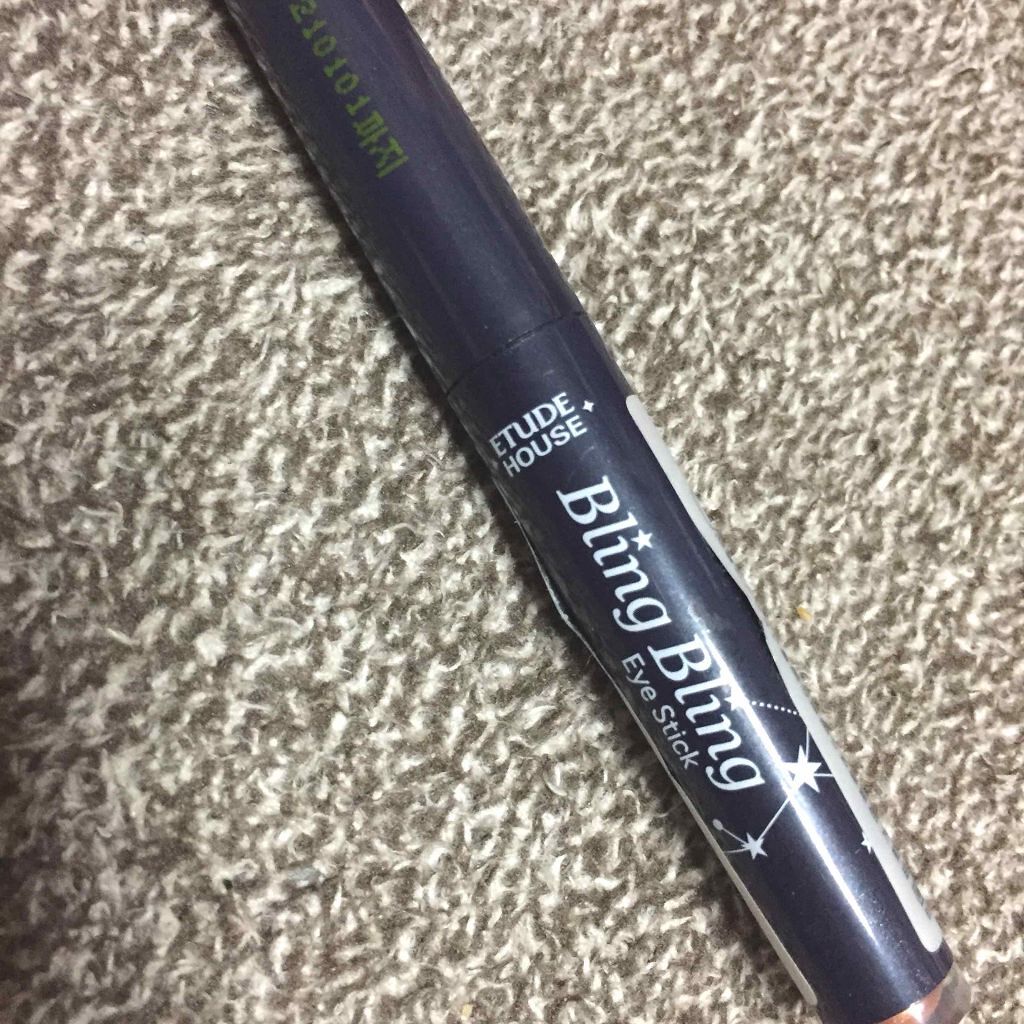 210101까지
ETUDE
HOUSE
Bling Bling
Eye Stick